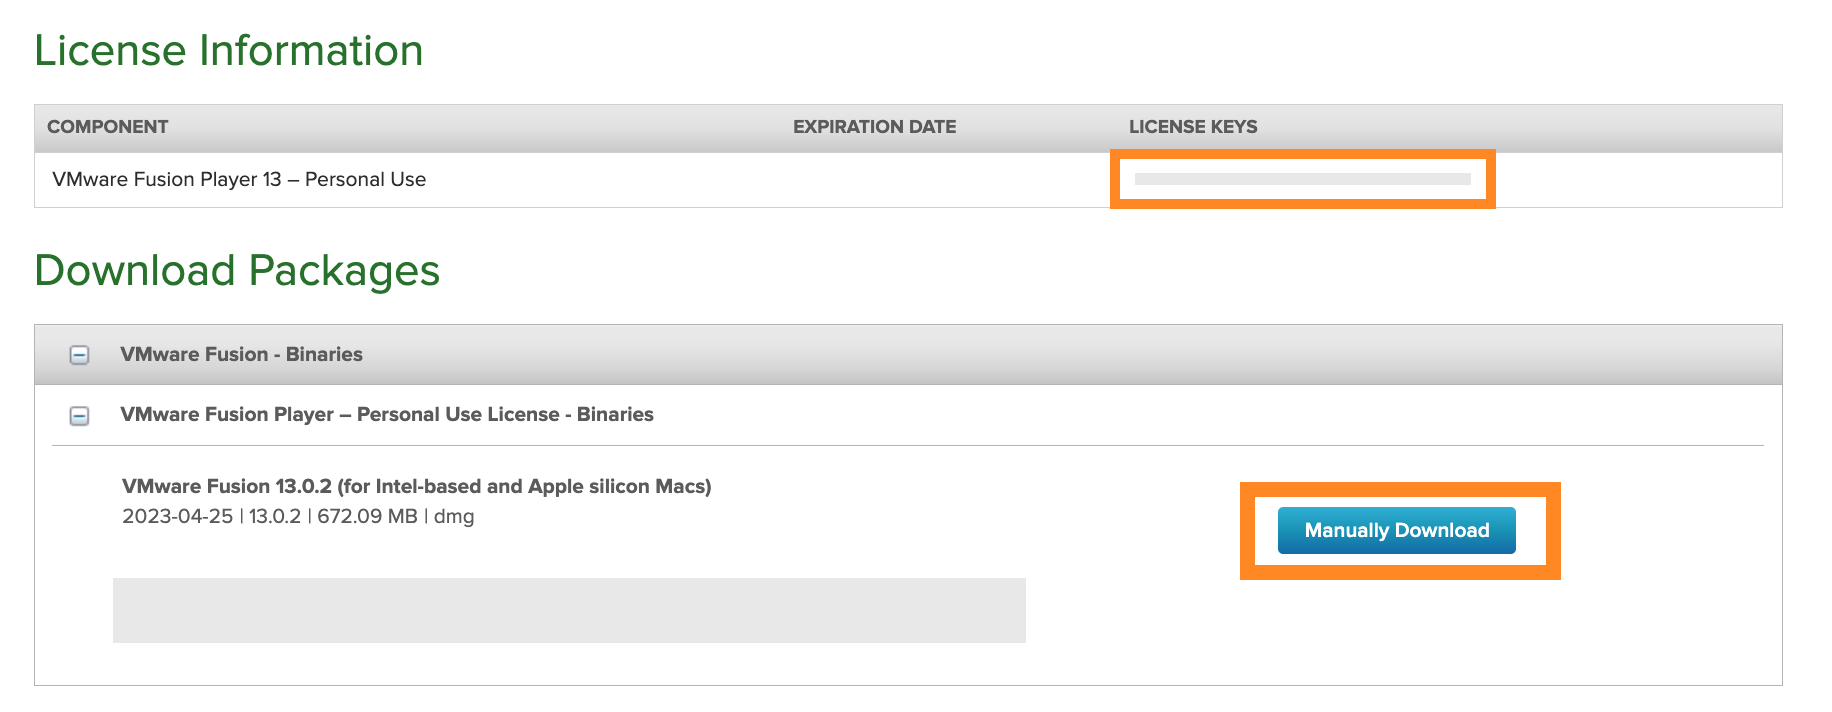 License Information
COMPONENT EXPIRATION DATE LICENSE KEYS
VMware Fusion Player 13 – Personal Use
Download Packages
VMware Fusion - Binaries
VMware Fusion Player – Personal Use License - Binaries
VMware Fusion 13.0.2 (for Intel-based and Apple silicon Macs)
2023-04-25 | 13.0.2 | 672.09 MB | dmg
Manually Download